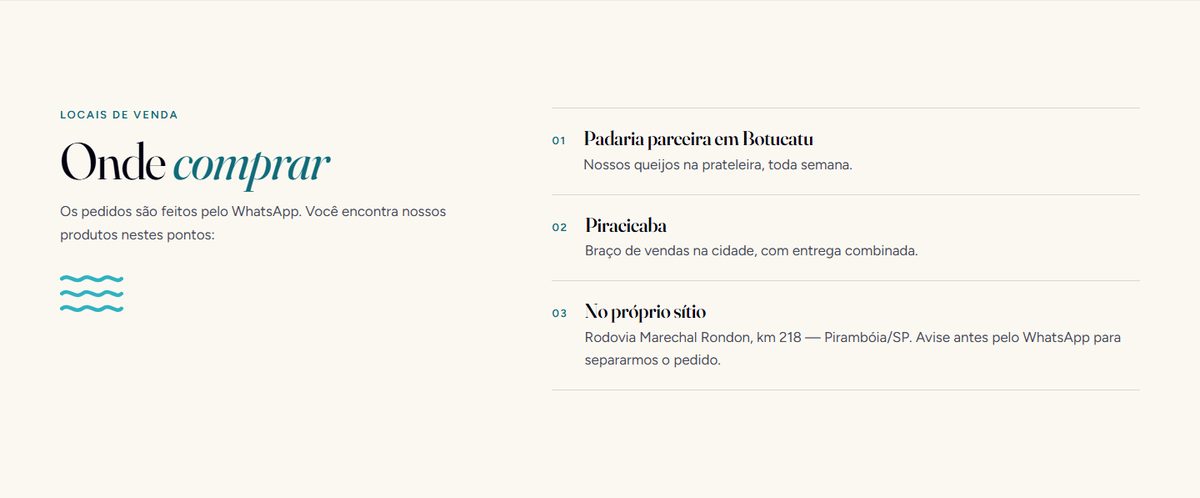 LOCAIS DE VENDA
Onde comprar
Os pedidos são feitos pelo WhatsApp. Você encontra nossos
produtos nestes pontos:
01 Padaria parceira em Botucatu
Nossos queijos na prateleira, toda semana.
02 Piracicaba
Braço de vendas na cidade, com entrega combinada.
03 No próprio sítio
Rodovia Marechal Rondon, km 218 — Pirambóia/SP. Avise antes pelo WhatsApp para
separarmos o pedido.